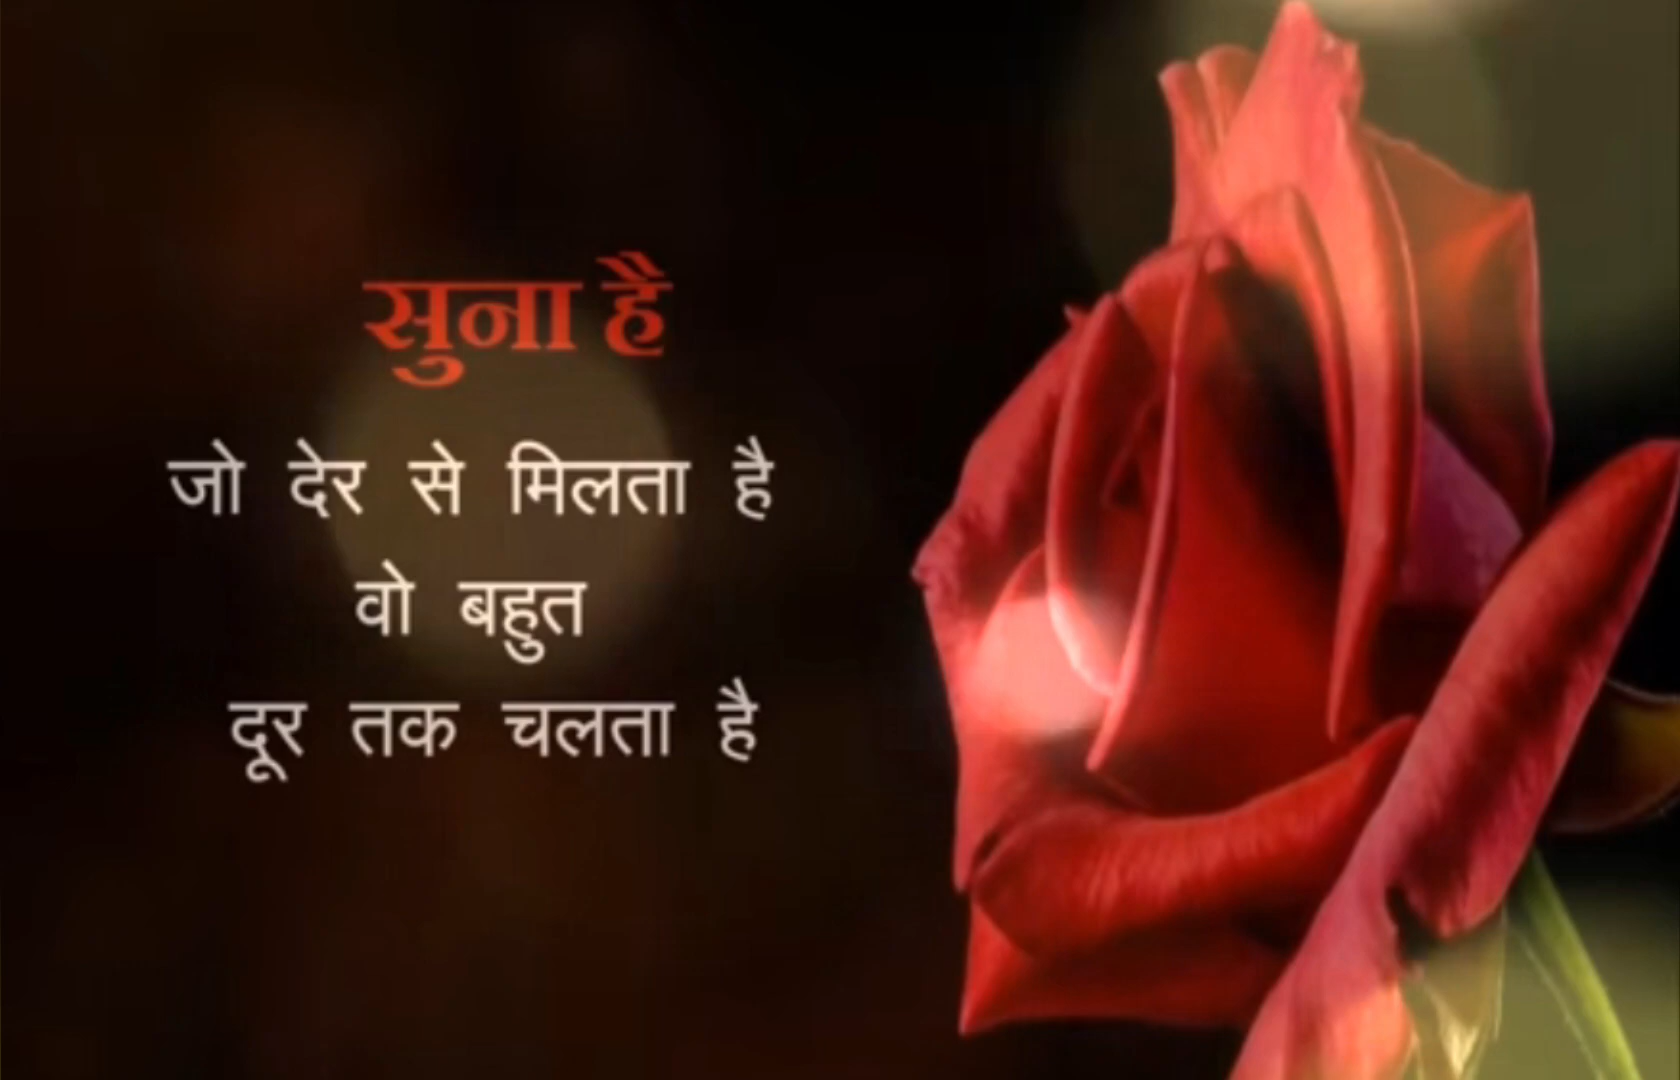 सुना है
जो देर से मिलता है
वो बहुत
दूर तक चलता है